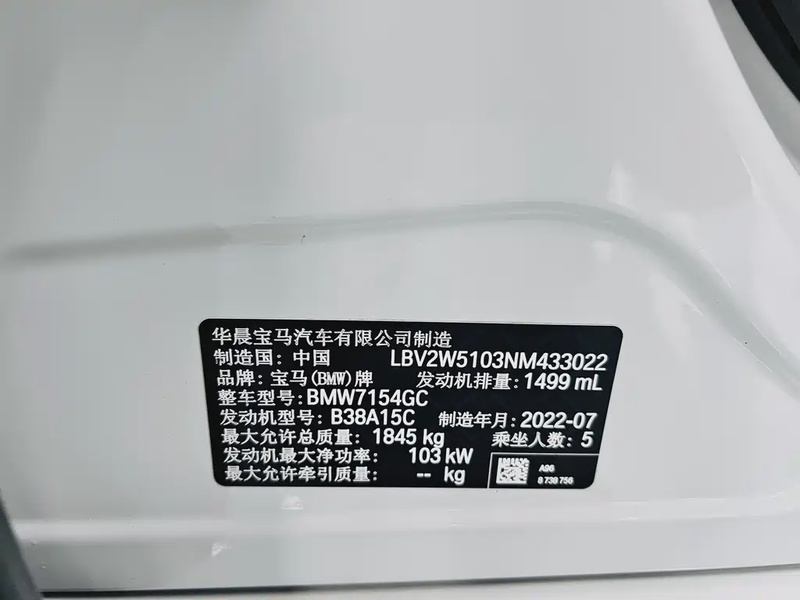 华晨宝马汽车有限公司制造
制造国: 中国 LBV2W5103NM433022
品牌: 宝马(BMW)牌 发动机排量: 1499 mL
整车型号: BMW7154GC
发动机型号: B38A15C 制造年月: 2022-07
最大允许总质量: 1845 kg 乘坐人数: 5
发动机最大净功率: 103 kW
最大允许牵引质量: -- kg
A96
8 739 756